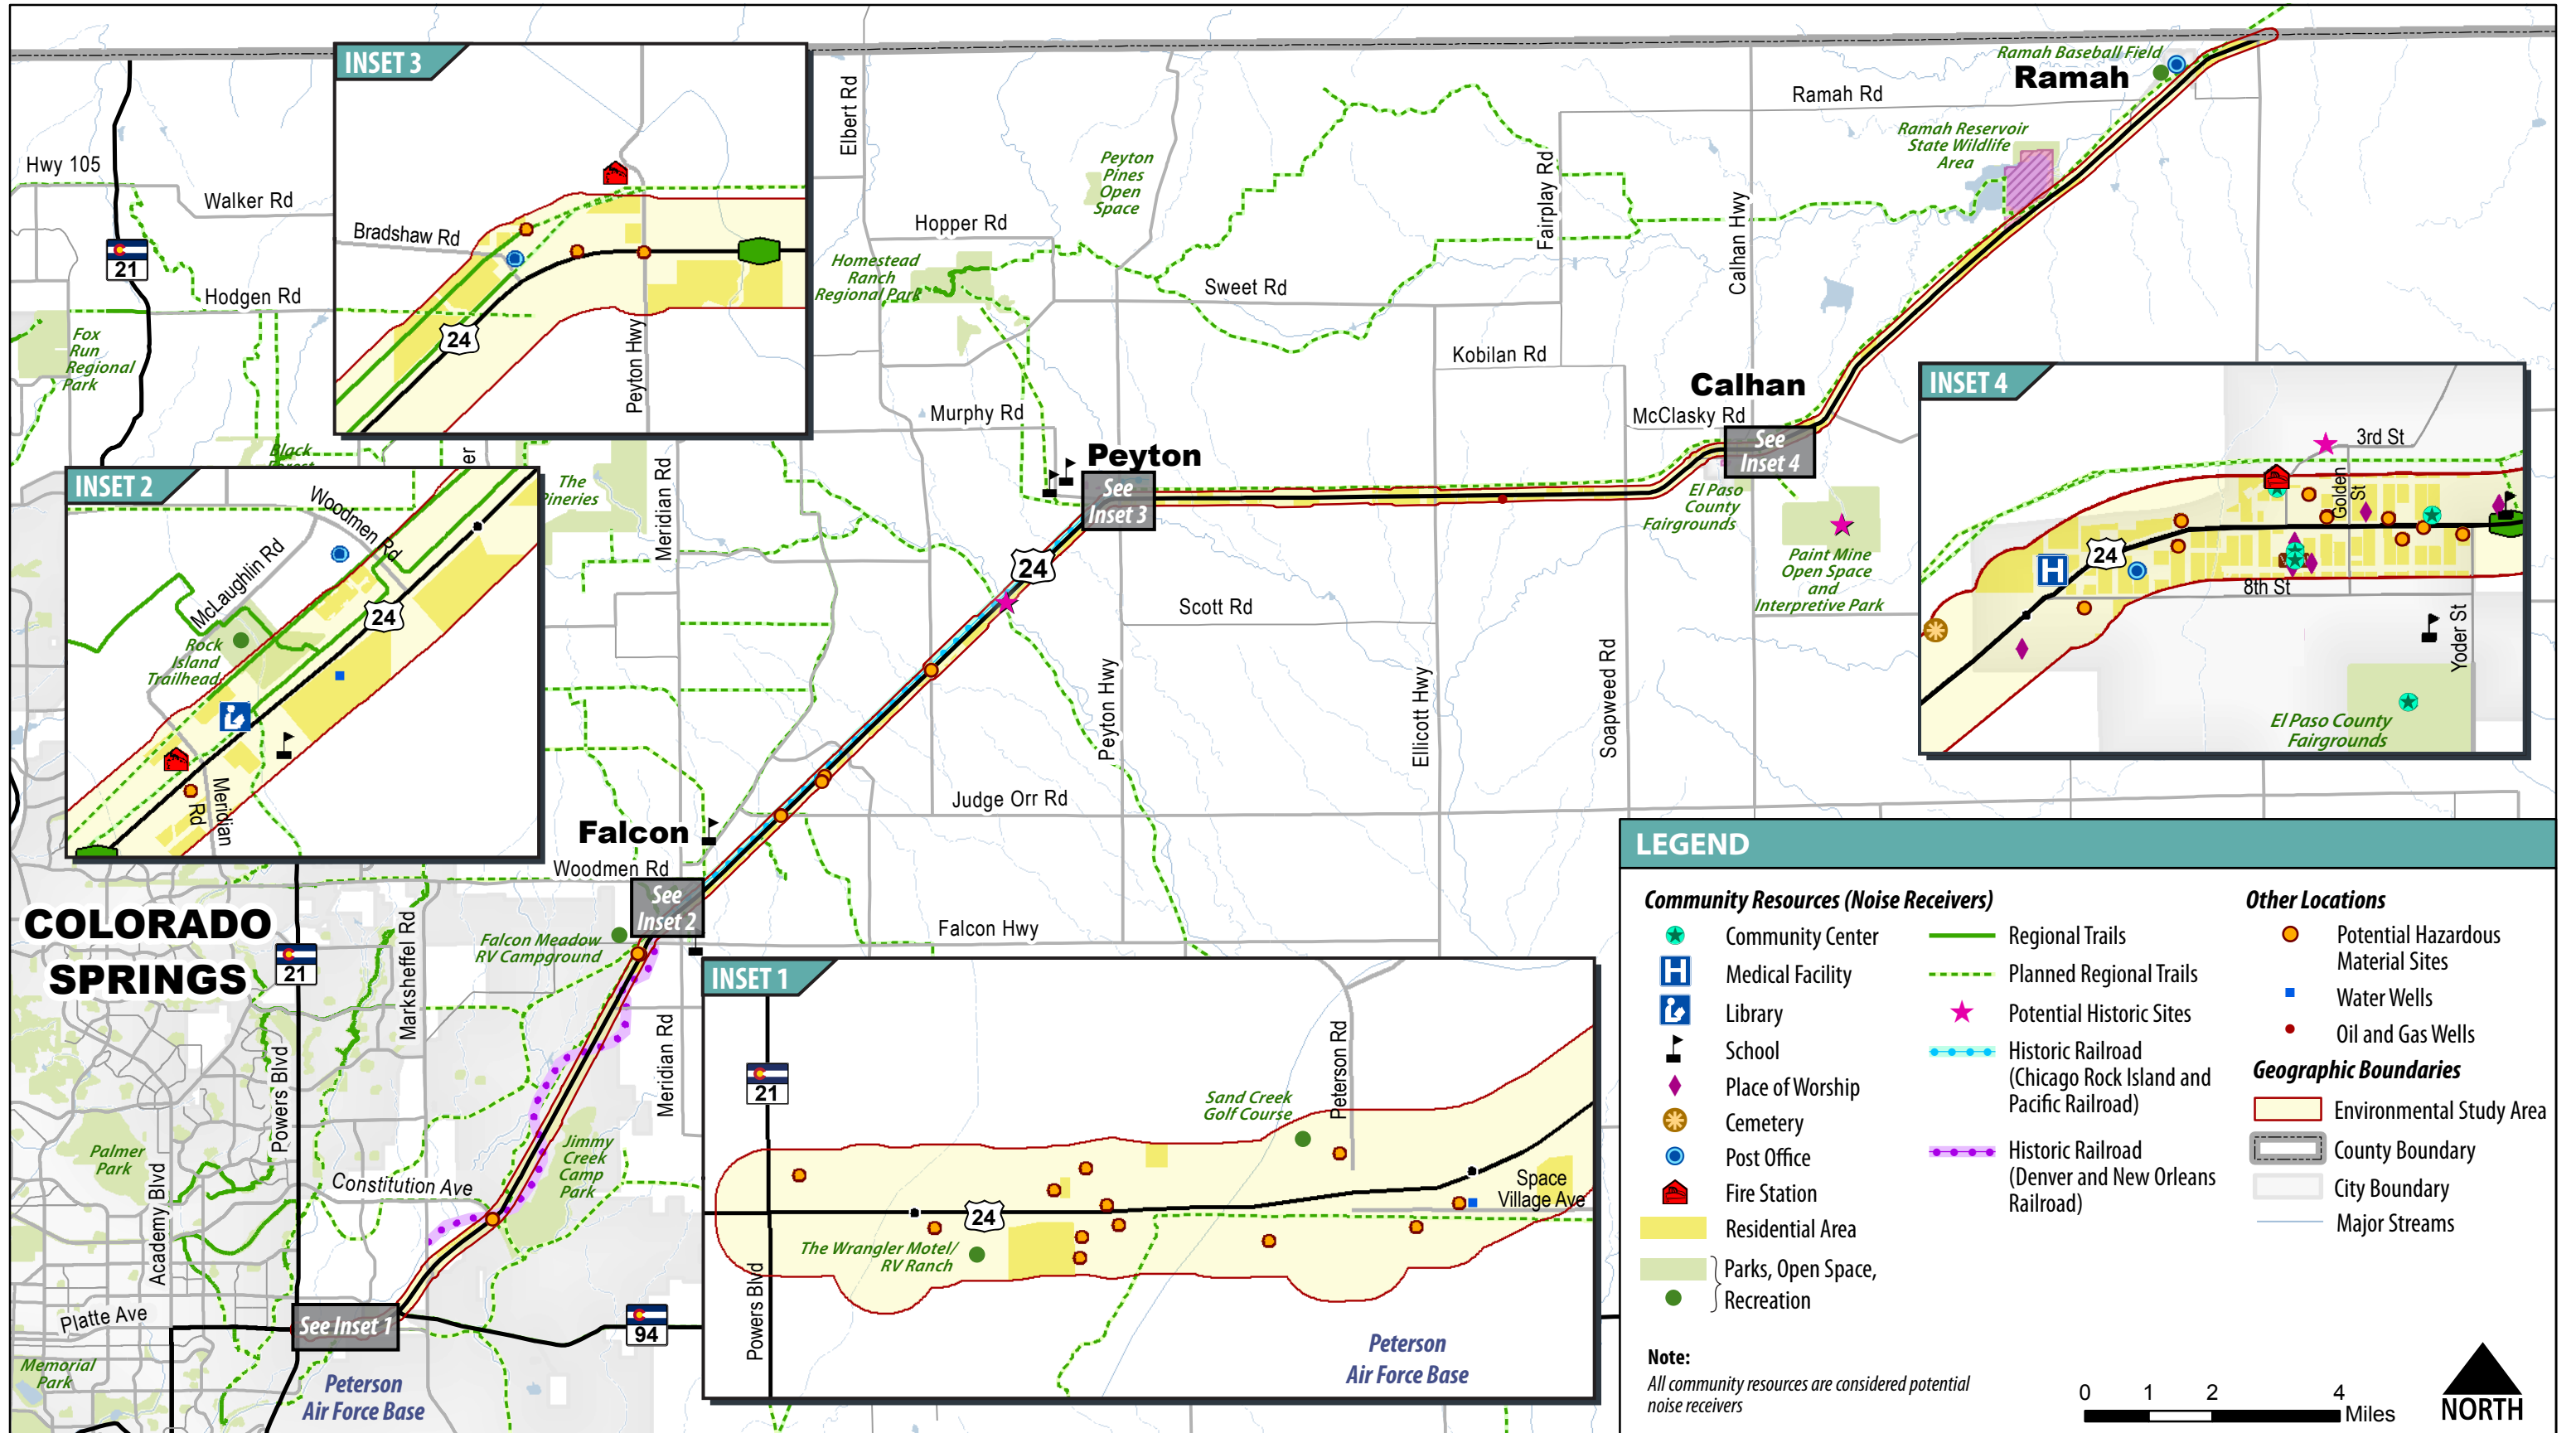 INSET 3
Bradshaw Rd
24
Peyton Hwy
INSET 2
Woodmen Rd
McLaughlin Rd
24
Rock
Island
Trailhead
Meridian
Rd
Hwy 105
Walker Rd
21
Hodgen Rd
Fox
Run
Regional
Park
Black
er
The
Pineries
Meridian Rd
Elbert Rd
Hopper Rd
Homestead
Ranch
Regional Park
Peyton
Pines
Open
Space
Murphy Rd
Sweet Rd
Kobilan Rd
Fairplay Rd
Calhan Hwy
Ramah Rd
Ramah Baseball Field
Ramah
Ramah Reservoir
State Wildlife
Area
Calhan
McClasky Rd
See
Inset 4
El Paso
County
Fairgrounds
Paint Mine
Open Space
and
Interpretive Park
Peyton
See
Inset 3
24
Scott Rd
Peyton Hwy
Ellicott Hwy
Soapweed Rd
Judge Orr Rd
Falcon
Woodmen Rd
See
Inset 2
Falcon Hwy
Falcon Meadow
RV Campground
COLORADO
SPRINGS
21
Marksheffel Rd
Powers Blvd
Meridian Rd
Palmer
Park
Academy Blvd
Constitution Ave
Jimmy
Creek
Camp
Park
Platte Ave
See Inset 1
94
Memorial
Park
Peterson
Air Force Base
INSET 4
3rd St
Golden
St
24
8th St
Yoder St
El Paso County
Fairgrounds
INSET 1
21
Peterson Rd
Sand Creek
Golf Course
24
Space
Village Ave
The Wrangler Motel/
RV Ranch
Powers Blvd
Peterson
Air Force Base
LEGEND
Community Resources (Noise Receivers)
Community Center
Medical Facility
Library
School
Place of Worship
Cemetery
Post Office
Fire Station
Residential Area
Parks, Open Space,
Recreation
Regional Trails
Planned Regional Trails
Potential Historic Sites
Historic Railroad
(Chicago Rock Island and
Pacific Railroad)
Historic Railroad
(Denver and New Orleans
Railroad)
Other Locations
Potential Hazardous
Material Sites
Water Wells
Oil and Gas Wells
Geographic Boundaries
Environmental Study Area
County Boundary
City Boundary
Major Streams
Note:
All community resources are considered potential
noise receivers
0 1 2 4
Miles
NORTH